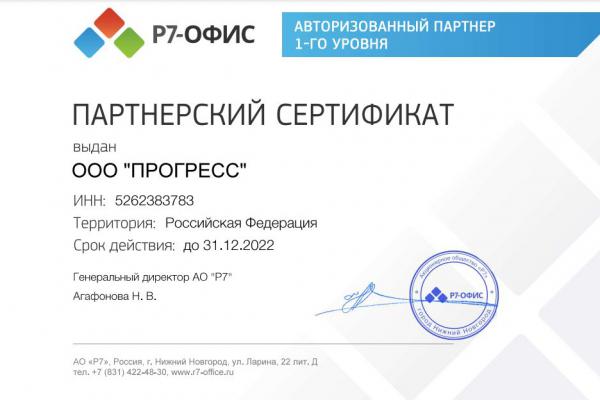 Р7-ОФИС
АВТОРИЗОВАННЫЙ ПАРТНЕР
1-ГО УРОВНЯ
ПАРТНЕРСКИЙ СЕРТИФИКАТ
выдан
ООО "ПРОГРЕСС"
ИНН: 5262383783
Территория: Российская Федерация
Срок действия: до 31.12.2022
Генеральный директор АО "Р7"
Агафонова Н. В.
Акционерное общество «Р7»
Р7-ОФИС
город Нижний Новгород
АО «Р7», Россия, г. Нижний Новгород, ул. Ларина, 22 лит. Д
тел. +7 (831) 422-48-30, www.r7-office.ru